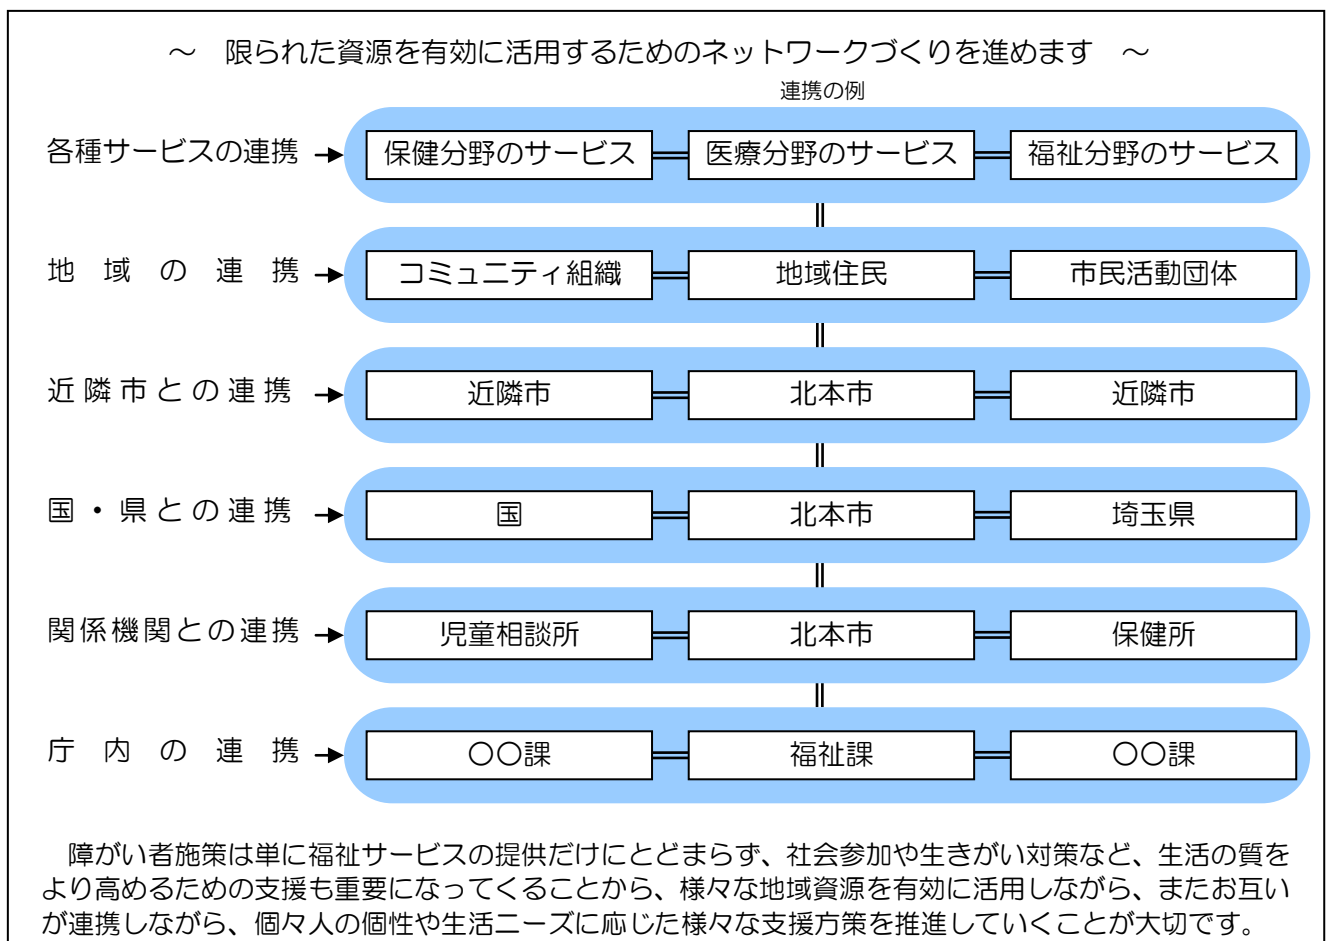 ～　限られた資源を有効に活用するためのネットワークづくりを進めます　～
連携の例
各種サービスの連携 保健分野のサービス 医療分野のサービス 福祉分野のサービス
地域の連携 コミュニティ組織 地域住民 市民活動団体
近隣市との連携 近隣市 北本市 近隣市
国・県との連携 国 北本市 埼玉県
関係機関との連携 児童相談所 北本市 保健所
庁内の連携 〇〇課 福祉課 〇〇課
障がい者施策は単に福祉サービスの提供だけにとどまらず、社会参加や生きがい対策など、生活の質を
より高めるための支援も重要になってくることから、様々な地域資源を有効に活用しながら、またお互い
が連携しながら、個々人の個性や生活ニーズに応じた様々な支援方策を推進していくことが大切です。